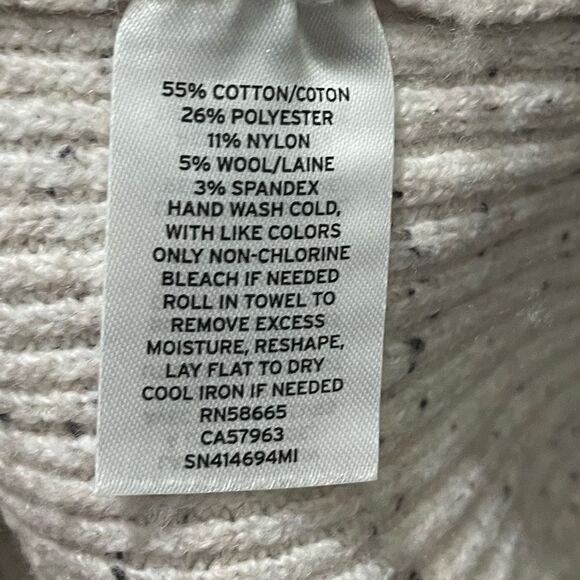 55% COTTON/COTON
26% POLYESTER
11% NYLON
5% WOOL/LAINE
3% SPANDEX
HAND WASH COLD,
WITH LIKE COLORS
ONLY NON-CHLORINE
BLEACH IF NEEDED
ROLL IN TOWEL TO
REMOVE EXCESS
MOISTURE, RESHAPE,
LAY FLAT TO DRY
COOL IRON IF NEEDED
RN58665
CA57963
SN414694MI